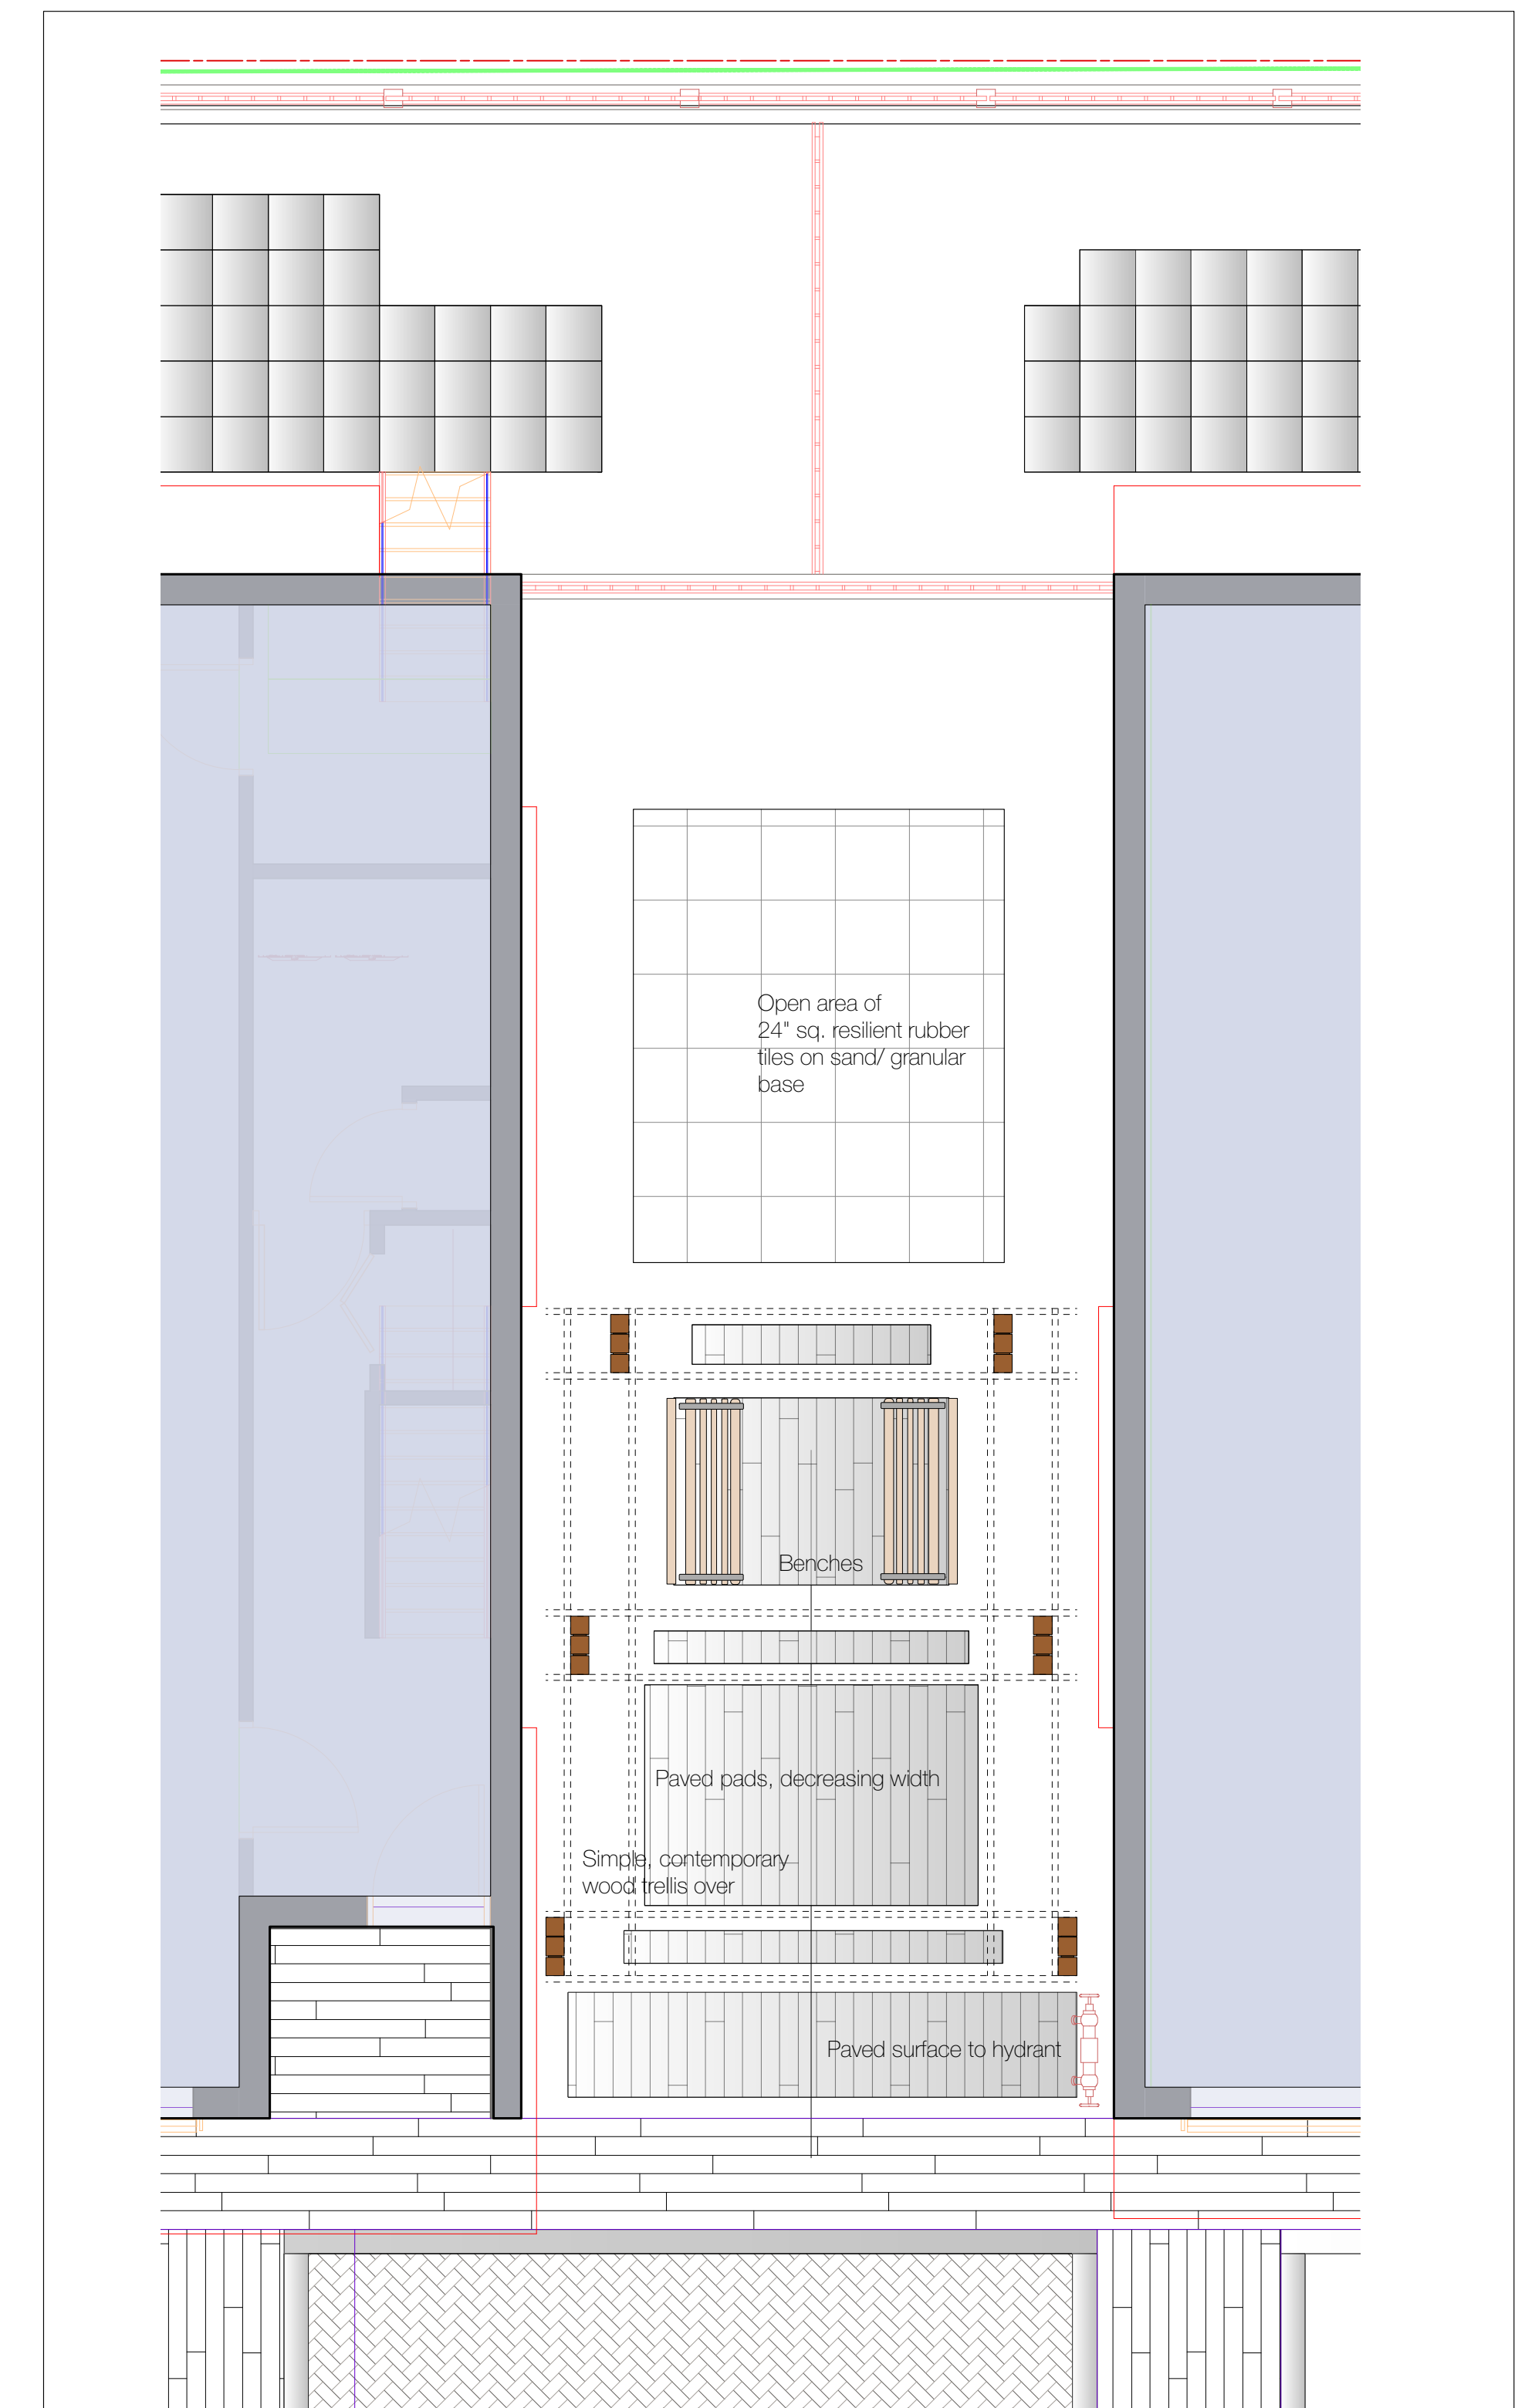 Open area of
24" sq. resilient rubber
tiles on sand/ granular
base
Benches
Paved pads, decreasing width
Simple, contemporary
wood trellis over
Paved surface to hydrant